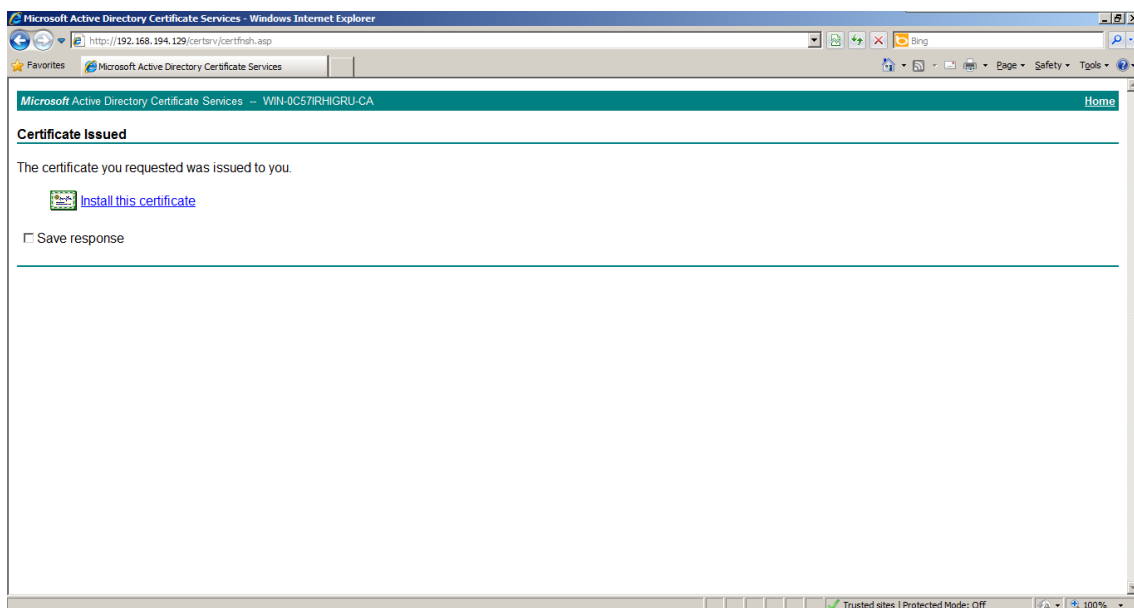 Microsoft Active Directory Certificate Services - Windows Internet Explorer
http://192.168.194.129/certsrv/certfnsh.asp
Bing
Favorites
Microsoft Active Directory Certificate Services
Page
Safety
Tools
Microsoft Active Directory Certificate Services -- WIN-0C57IRHIGRU-CA
Home
Certificate Issued
The certificate you requested was issued to you.
Install this certificate
Save response
Trusted sites | Protected Mode: Off
100%